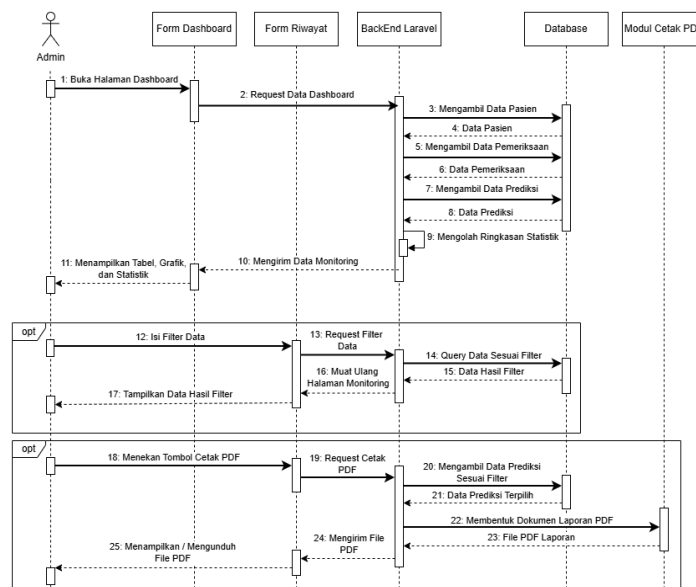 Admin
Form Dashboard
Form Riwayat
BackEnd Laravel
Database
Modul Cetak PD
1: Buka Halaman Dashboard
2: Request Data Dashboard
3: Mengambil Data Pasien
4: Data Pasien
5: Mengambil Data Pemeriksaan
6: Data Pemeriksaan
7: Mengambil Data Prediksi
8: Data Prediksi
9: Mengolah Ringkasan Statistik
10: Mengirim Data Monitoring
11: Menampilkan Tabel, Grafik,
dan Statistik
opt
12: Isi Filter Data
13: Request Filter
Data
14: Query Data Sesuai Filter
15: Data Hasil Filter
16: Muat Ulang
Halaman Monitoring
17: Tampilkan Data Hasil Filter
opt
18: Menekan Tombol Cetak PDF
19: Request Cetak
PDF
20: Mengambil Data Prediksi
Sesuai Filter
21: Data Prediksi Terpilih
22: Membentuk Dokumen Laporan PDF
23: File PDF Laporan
24: Mengirim File
PDF
25: Menampilkan / Mengunduh
File PDF